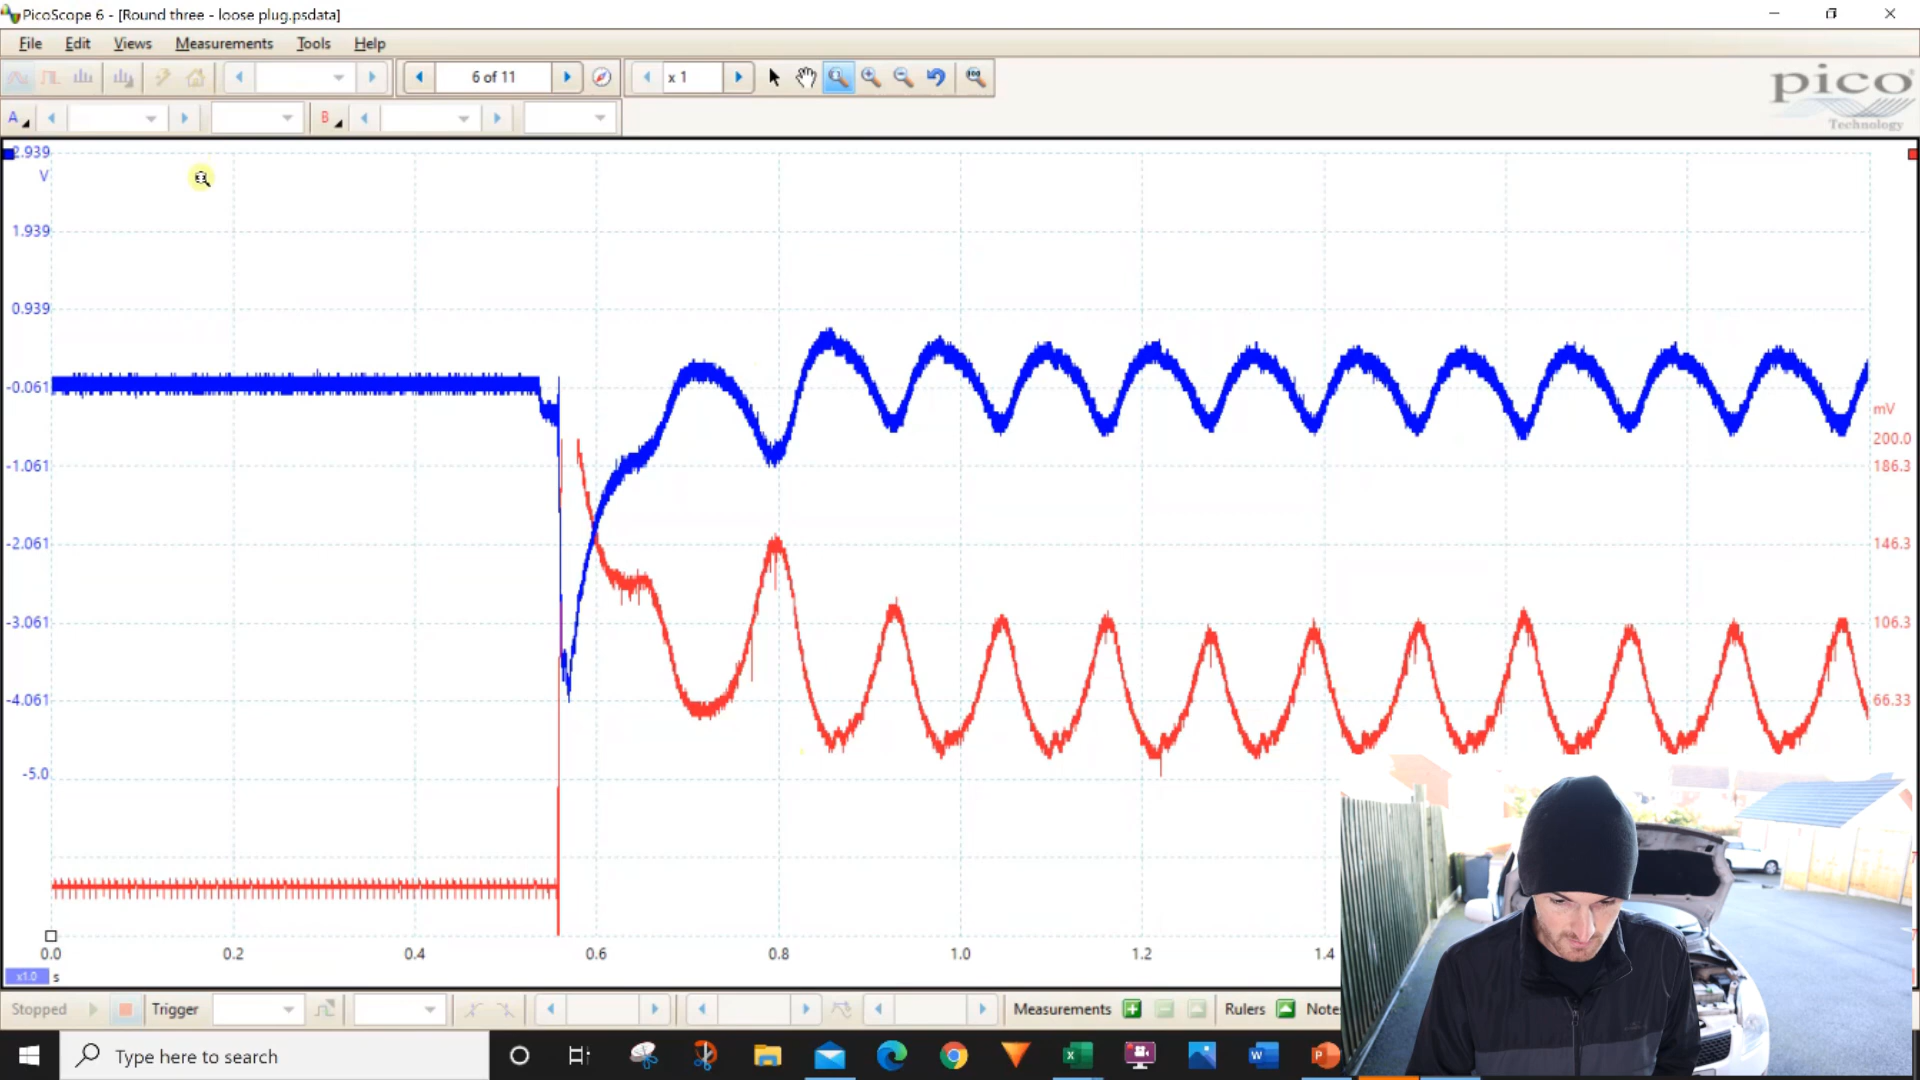 PicoScope 6 - [Round three - loose plug.psdata]
File Edit Views Measurements Tools Help
6 of 11
x 1
pico
Technology
A
B
2.939
V
1.939
0.939
-0.061
-1.061
-2.061
-3.061
-4.061
-5.0
mV
200.0
186.3
146.3
106.3
66.33
0.0 0.2 0.4 0.6 0.8 1.0 1.2 1.4
x1.0 s
Stopped Trigger Measurements Rulers Notes
Type here to search